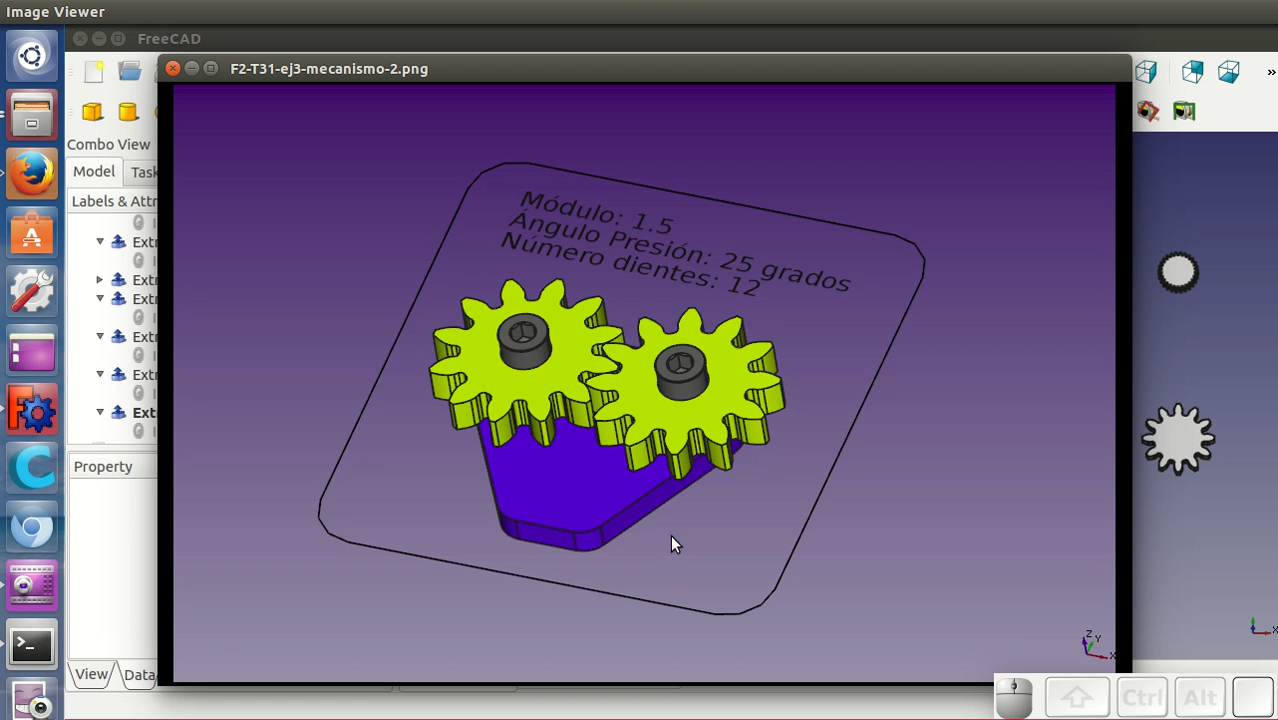 Image Viewer
FreeCAD
F2-T31-ej3-mecanismo-2.png
»
Combo View
Model
Task
Labels & Attr
Extr
Extr
Extr
Extr
Extr
Extr
Property
View
Data
Módulo: 1.5
Ángulo Presión: 25 grados
Número dientes: 12
Z
Y
X
X
Ctrl
Alt